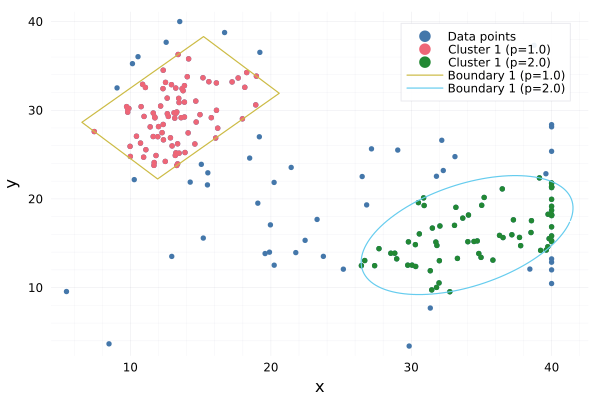 Data points
Cluster 1 (p=1.0)
Cluster 1 (p=2.0)
Boundary 1 (p=1.0)
Boundary 1 (p=2.0)
40
30
20
10
y
10
20
30
40
x